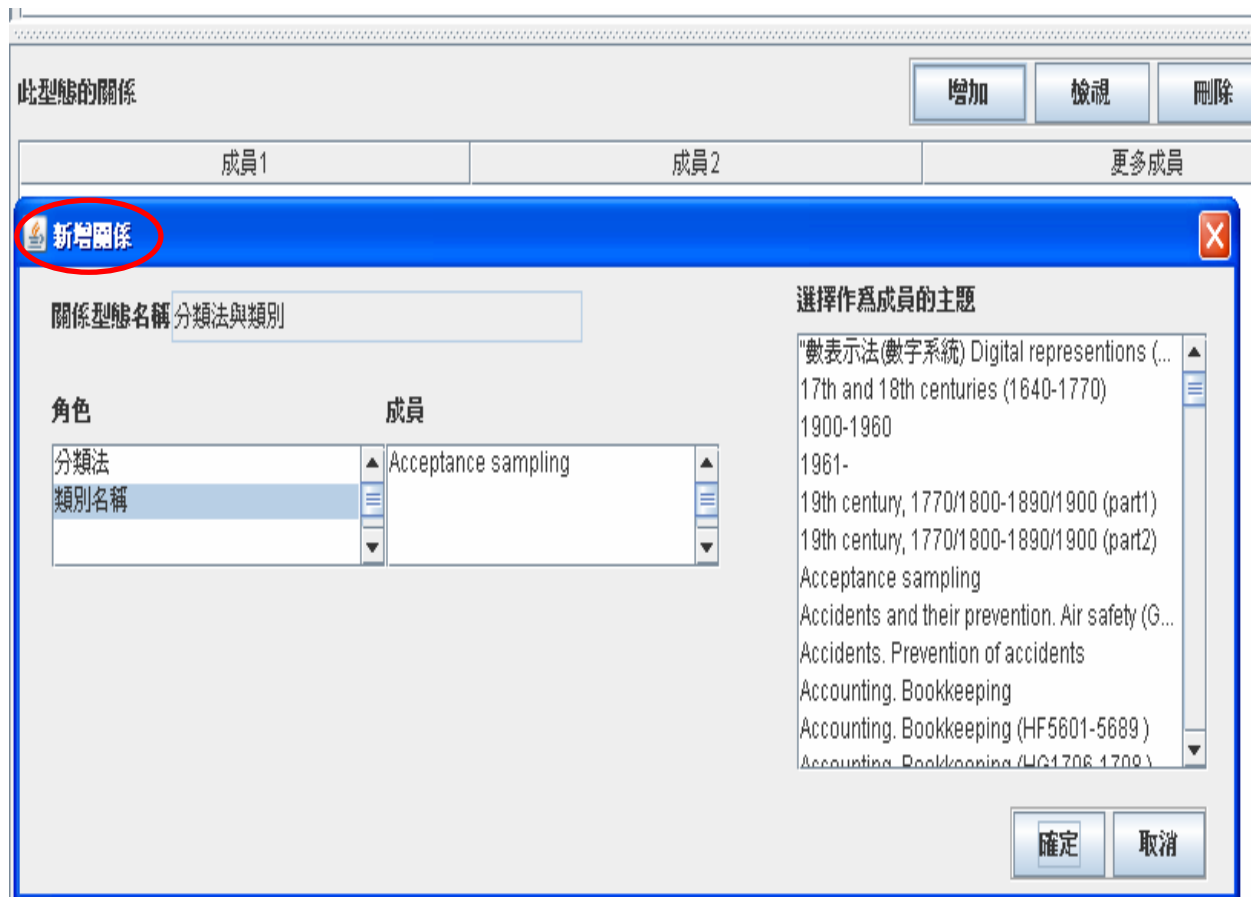 此型態的關係
增加 檢視 刪除
成員1 成員2 更多成員
新增關係
關係型態名稱 分類法與類別
角色 成員
分類法 Acceptance sampling
類別名稱
選擇作爲成員的主題
"數表示法(數字系統) Digital representions (...
17th and 18th centuries (1640-1770)
1900-1960
1961-
19th century, 1770/1800-1890/1900 (part1)
19th century, 1770/1800-1890/1900 (part2)
Acceptance sampling
Accidents and their prevention. Air safety (G...
Accidents. Prevention of accidents
Accounting. Bookkeeping
Accounting. Bookkeeping (HF5601-5689 )
Accounting. Bookkeeping (HG1706-1708 )
確定 取消